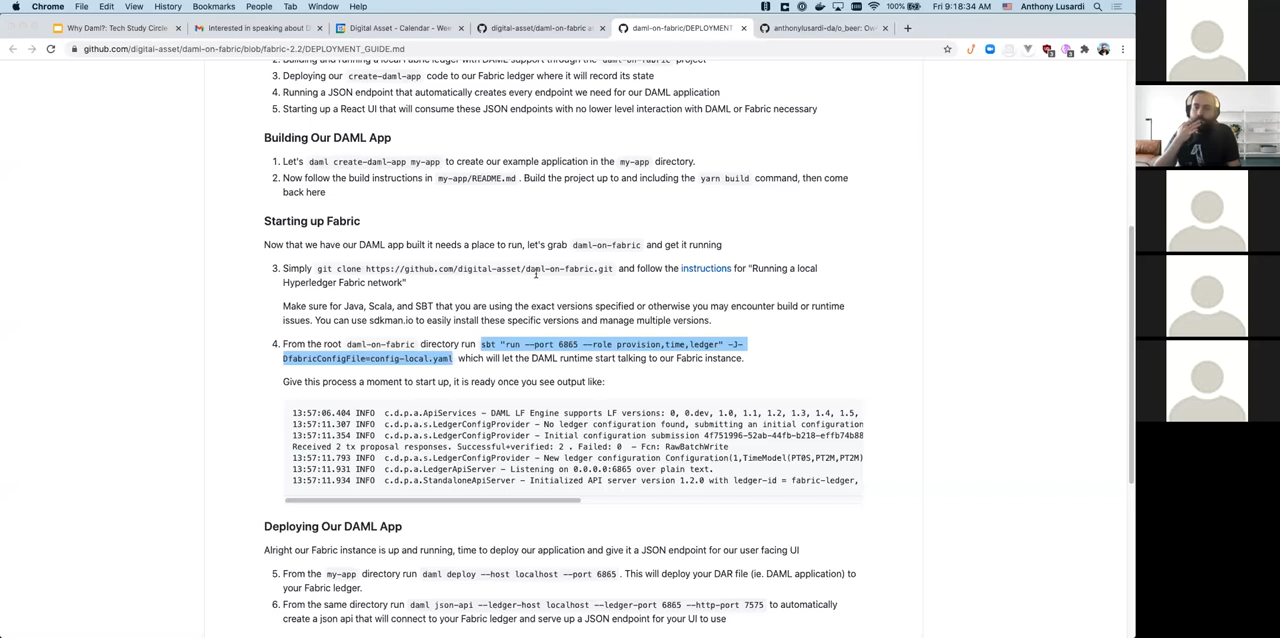 Chrome File Edit View History Bookmarks People Tab Window Help 100% Fri 9:18:34 AM Anthony Lusardi
Why Daml?: Tech Study Circle Interested in speaking about D Digital Asset - Calendar - Wee digital-asset/daml-on-fabric a daml-on-fabric/DEPLOYMENT anthonylusardi-da/o_beer: Ow
github.com/digital-asset/daml-on-fabric/blob/fabric-2.2/DEPLOYMENT_GUIDE.md
2. Building and running a local Fabric ledger with DAML support through the daml-on-fabric project
3. Deploying our create-daml-app code to our Fabric ledger where it will record its state
4. Running a JSON endpoint that automatically creates every endpoint we need for our DAML application
5. Starting up a React UI that will consume these JSON endpoints with no lower level interaction with DAML or Fabric necessary
Building Our DAML App
1. Let's daml create-daml-app my-app to create our example application in the my-app directory.
2. Now follow the build instructions in my-app/README.md . Build the project up to and including the yarn build command, then come
back here
Starting up Fabric
Now that we have our DAML app built it needs a place to run, let's grab daml-on-fabric and get it running
3. Simply git clone https://github.com/digital-asset/daml-on-fabric.git and follow the instructions for "Running a local
Hyperledger Fabric network"
Make sure for Java, Scala, and SBT that you are using the exact versions specified or otherwise you may encounter build or runtime
issues. You can use sdkman.io to easily install these specific versions and manage multiple versions.
4. From the root daml-on-fabric directory run sbt "run --port 6865 --role provision,time,ledger" -J-
DfabricConfigFile=config-local.yaml which will let the DAML runtime start talking to our Fabric instance.
Give this process a moment to start up, it is ready once you see output like:
13:57:06.404 INFO c.d.p.a.ApiServices - DAML LF Engine supports LF versions: 0, 0.dev, 1.0, 1.1, 1.2, 1.3, 1.4, 1.5,
13:57:11.307 INFO c.d.p.a.s.LedgerConfigProvider - No ledger configuration found, submitting an initial configuration
13:57:11.354 INFO c.d.p.a.s.LedgerConfigProvider - Initial configuration submission 4f751996-52ab-44fb-b218-effb74b88
Received 2 tx proposal responses. Successful+verified: 2 . Failed: 0 - Fcn: RawBatchWrite
13:57:11.793 INFO c.d.p.a.s.LedgerConfigProvider - New ledger configuration Configuration(1,TimeModel(PT0S,PT2M,PT2M)
13:57:11.931 INFO c.d.p.a.LedgerApiServer - Listening on 0.0.0.0:6865 over plain text.
13:57:11.934 INFO c.d.p.a.StandaloneApiServer - Initialized API server version 1.2.0 with ledger-id = fabric-ledger,
Deploying Our DAML App
Alright our Fabric instance is up and running, time to deploy our application and give it a JSON endpoint for our user facing UI
5. From the my-app directory run daml deploy --host localhost --port 6865 . This will deploy your DAR file (ie. DAML application) to
your Fabric ledger.
6. From the same directory run daml json-api --ledger-host localhost --ledger-port 6865 --http-port 7575 to automatically
create a json api that will connect to your Fabric ledger and serve up a JSON endpoint for your UI to use